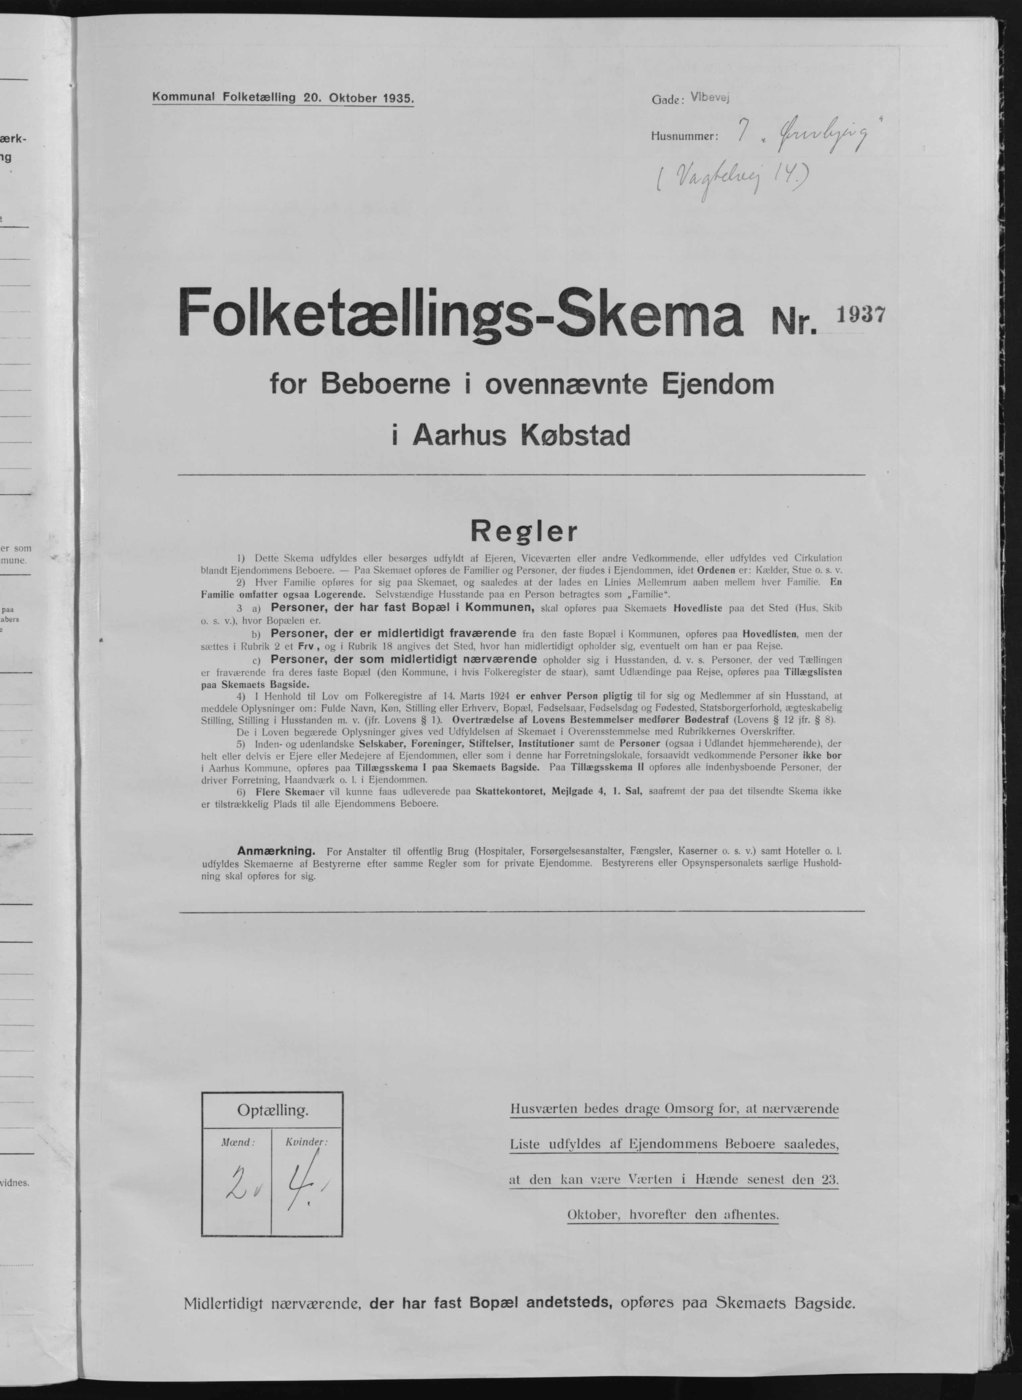 Kommunal Folketælling 20. Oktober 1935.
Gade: Vibevej
Husnummer: 7 „Ørnbjerg"
(Vagtelvej 14.)
Folketællings-Skema Nr. 1937
for Beboerne i ovennævnte Ejendom
i Aarhus Købstad
Regler
1) Dette Skema udfyldes eller besørges udfyldt af Ejeren, Viceværten eller andre Vedkommende, eller udfyldes ved Cirkulation
blandt Ejendommens Beboere. — Paa Skemaet opføres de Familier og Personer, der findes i Ejendommen, idet Ordenen er: Kælder, Stue o. s. v.
2) Hver Familie opføres for sig paa Skemaet, og saaledes at der lades en Linies Mellemrum aaben mellem hver Familie. En
Familie omfatter ogsaa Logerende. Selvstændige Husstande paa en Person betragtes som „Familie".
3 a) Personer, der har fast Bopæl i Kommunen, skal opføres paa Skemaets Hovedliste paa det Sted (Hus, Skib
o. s. v.), hvor Bopælen er.
b) Personer, der er midlertidigt fraværende fra den faste Bopæl i Kommunen, opføres paa Hovedlisten, men der
sættes i Rubrik 2 et Frv., og i Rubrik 18 angives det Sted, hvor han midlertidigt opholder sig, eventuelt om han er paa Rejse.
c) Personer, der som midlertidigt nærværende opholder sig i Husstanden, d. v. s. Personer, der ved Tællingen
er fraværende fra deres faste Bopæl (den Kommune, i hvis Folkeregister de staar), samt Udlændinge paa Rejse, opføres paa Tillægslisten
paa Skemaets Bagside.
4) I Henhold til Lov om Folkeregistre af 14. Marts 1924 er enhver Person pligtig til for sig og Medlemmer af sin Husstand, at
meddele Oplysninger om: Fulde Navn, Køn, Stilling eller Erhverv, Bopæl, Fødselsaar, Fødselsdag og Fødested, Statsborgerforhold, ægteskabelig
Stilling, Stilling i Husstanden m. v. (jfr. Lovens § 1). Overtrædelse af Lovens Bestemmelser medfører Bødestraf (Lovens § 12 jfr. § 8).
De i Loven begærede Oplysninger gives ved Udfyldelsen af Skemaet i Overensstemmelse med Rubrikkernes Overskrifter.
5) Inden- og udenlandske Selskaber, Foreninger, Stiftelser, Institutioner samt de Personer (ogsaa i Udlandet hjemmehørende), der
helt eller delvis er Ejere eller Medejere af Ejendommen, eller som i denne har Forretningslokale, forsaavidt vedkommende Personer ikke bor
i Aarhus Kommune, opføres paa Tillægsskema I paa Skemaets Bagside. Paa Tillægsskema II opføres alle indenbysboende Personer, der
driver Forretning, Haandværk o. l. i Ejendommen.
6) Flere Skemaer vil kunne faas udleverede paa Skattekontoret, Mejlgade 4, 1. Sal, saafremt der paa det tilsendte Skema ikke
er tilstrækkelig Plads til alle Ejendommens Beboere.
Anmærkning. For Anstalter til offentlig Brug (Hospitaler, Forsørgelsesanstalter, Fængsler, Kaserner o. s. v.) samt Hoteller o. l.
udfyldes Skemaerne af Bestyrerne efter samme Regler som for private Ejendomme. Bestyrerens eller Opsynspersonalets særlige Hushold-
ning skal opføres for sig.
Optælling.
Mænd: Kvinder:
2 4
Husværten bedes drage Omsorg for, at nærværende
Liste udfyldes af Ejendommens Beboere saaledes,
at den kan være Værten i Hænde senest den 23.
Oktober, hvorefter den afhentes.
Midlertidigt nærværende, der har fast Bopæl andetsteds, opføres paa Skemaets Bagside.